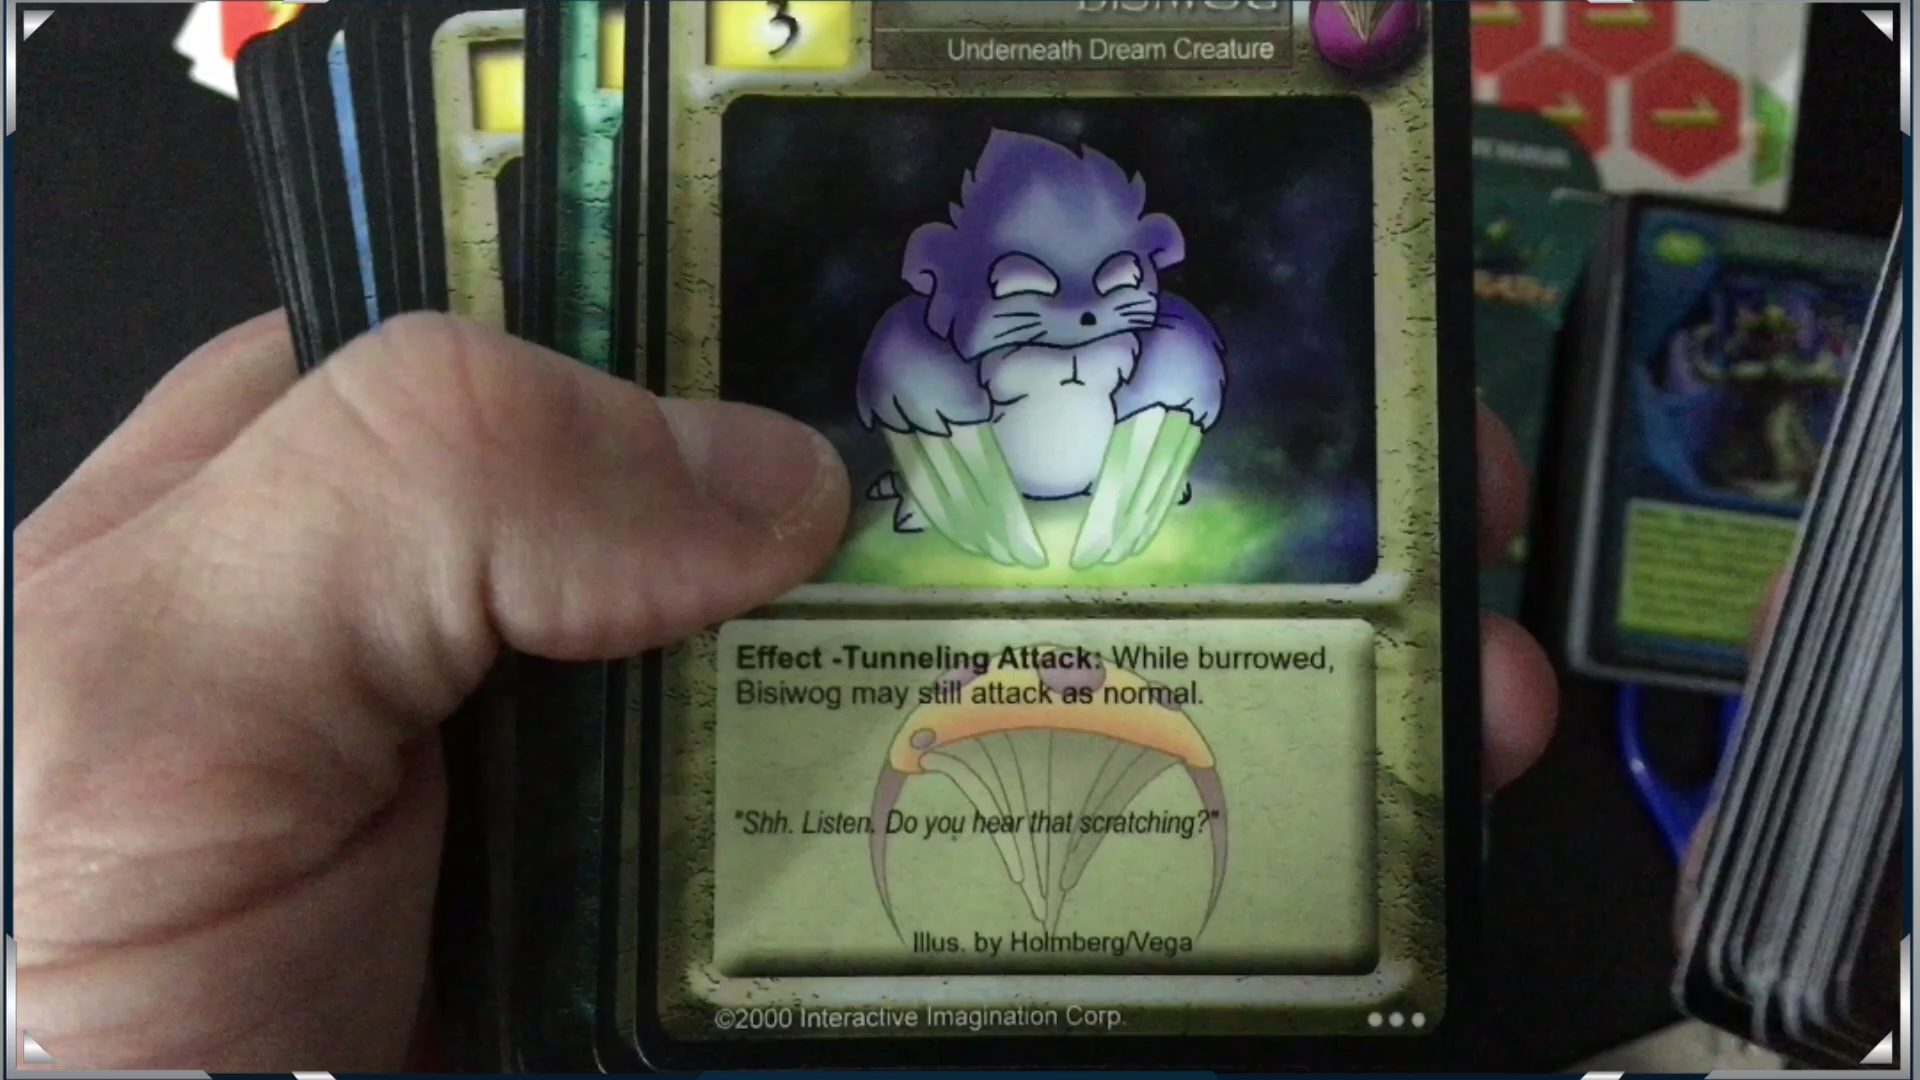 3
BISIWOG
Underneath Dream Creature
Effect -Tunneling Attack: While burrowed,
Bisiwog may still attack as normal.
"Shh. Listen. Do you hear that scratching?"
Illus. by Holmberg/Vega
©2000 Interactive Imagination Corp.